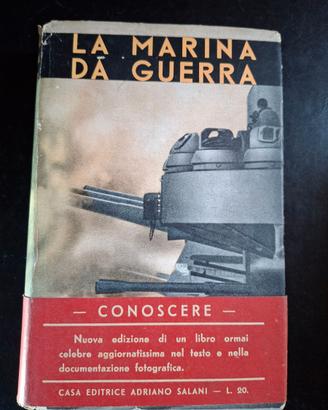 LA MARINA
DA GUERRA
— CONOSCERE —
Nuova edizione di un libro ormai
celebre aggiornatissima nel testo e nella
documentazione fotografica.
CASA EDITRICE ADRIANO SALANI — L. 20.